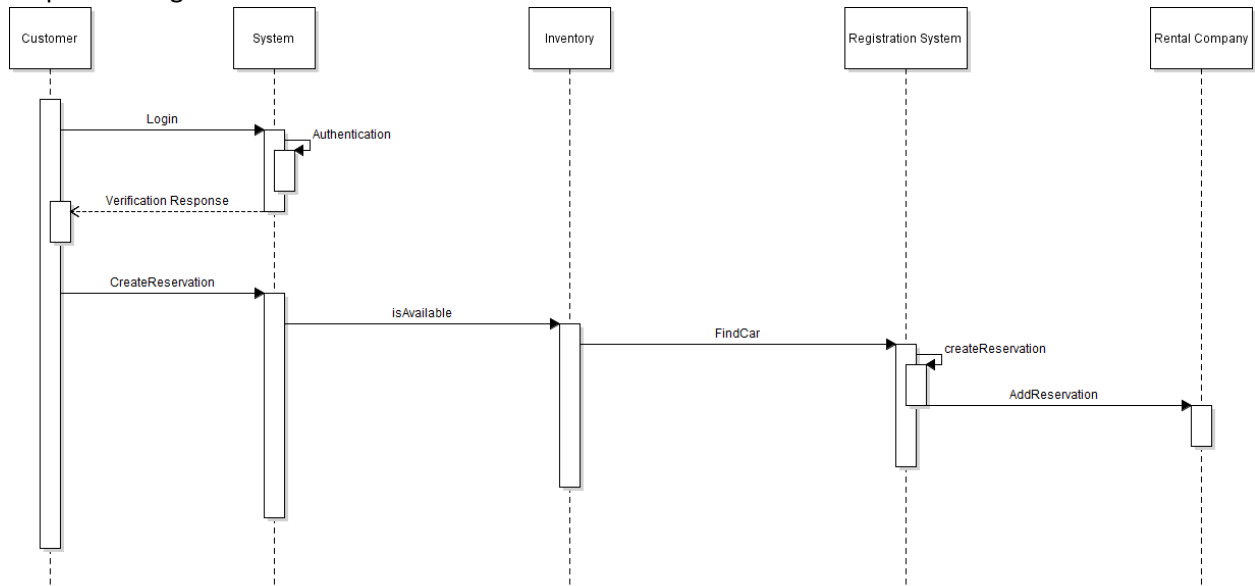 Customer
System
Inventory
Registration System
Rental Company
Login
Authentication
Verification Response
CreateReservation
isAvailable
FindCar
createReservation
AddReservation